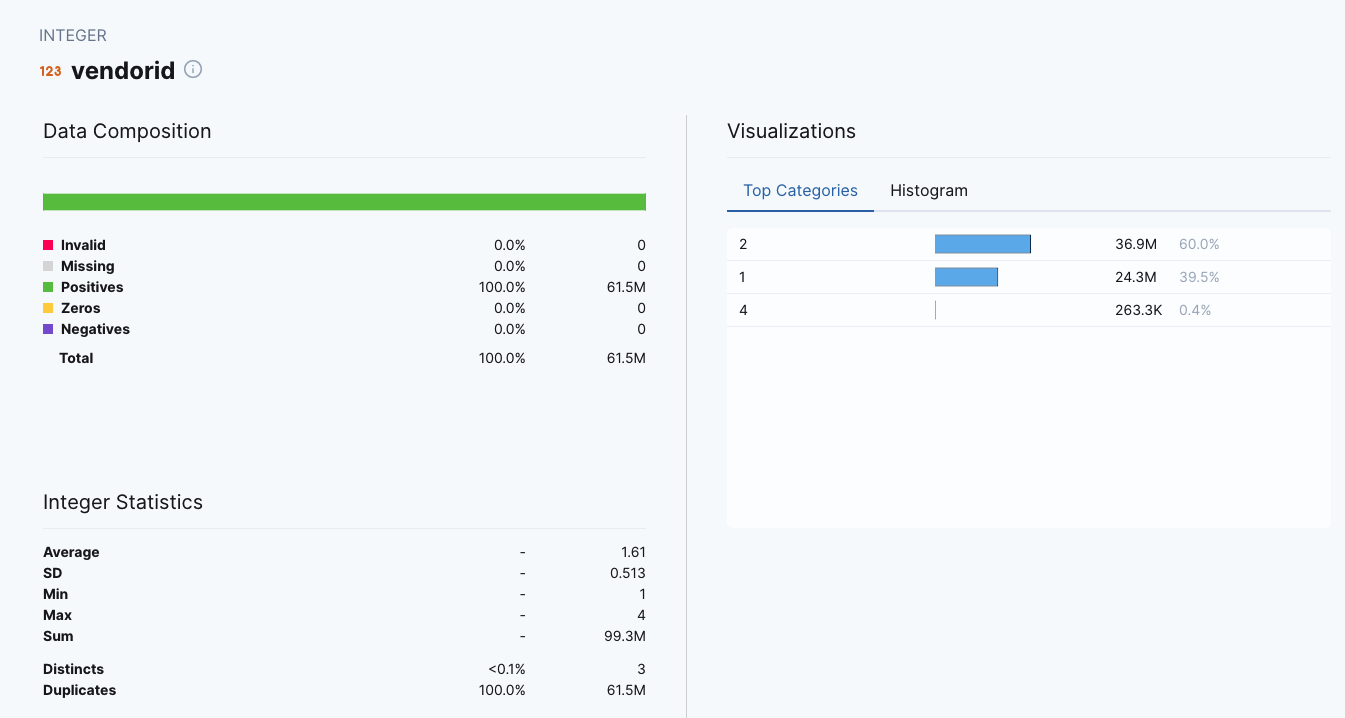 INTEGER
123 vendorid
Data Composition
Invalid 0.0% 0
Missing 0.0% 0
Positives 100.0% 61.5M
Zeros 0.0% 0
Negatives 0.0% 0
Total 100.0% 61.5M
Integer Statistics
Average - 1.61
SD - 0.513
Min - 1
Max - 4
Sum - 99.3M
Distincts <0.1% 3
Duplicates 100.0% 61.5M
Visualizations
Top Categories Histogram
2 36.9M 60.0%
1 24.3M 39.5%
4 263.3K 0.4%